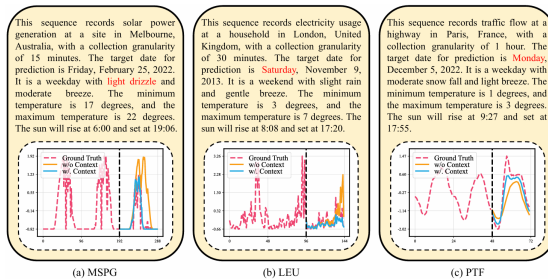 This sequence records solar power
generation at a site in Melbourne,
Australia, with a collection granularity
of 15 minutes. The target date for
prediction is Friday, February 25, 2022.
It is a weekday with light drizzle and
moderate breeze. The minimum
temperature is 17 degrees, and the
maximum temperature is 22 degrees.
The sun will rise at 6:00 and set at 19:06.
Ground Truth
w/o Context
w/. Context
0
192
288
(a) MSPG
This sequence records electricity usage
at a household in London, United
Kingdom, with a collection granularity of
30 minutes. The target date for
prediction is Saturday, November 9,
2013. It is a weekend with slight rain
and gentle breeze. The minimum
temperature is 3 degrees, and the
maximum temperature is 7 degrees. The
sun will rise at 8:08 and set at 17:20.
Ground Truth
w/o Context
w/. Context
0
96
144
(b) LEU
This sequence records traffic flow at a
highway in Paris, France, with a
collection granularity of 1 hour. The
target date for prediction is Monday,
December 5, 2022. It is a weekday with
moderate snow fall and light breeze. The
minimum temperature is 1 degrees, and
the maximum temperature is 3 degrees.
The sun will rise at 9:27 and set at
17:55.
Ground Truth
w/o Context
w/. Context
0
24
48
72
(c) PTF